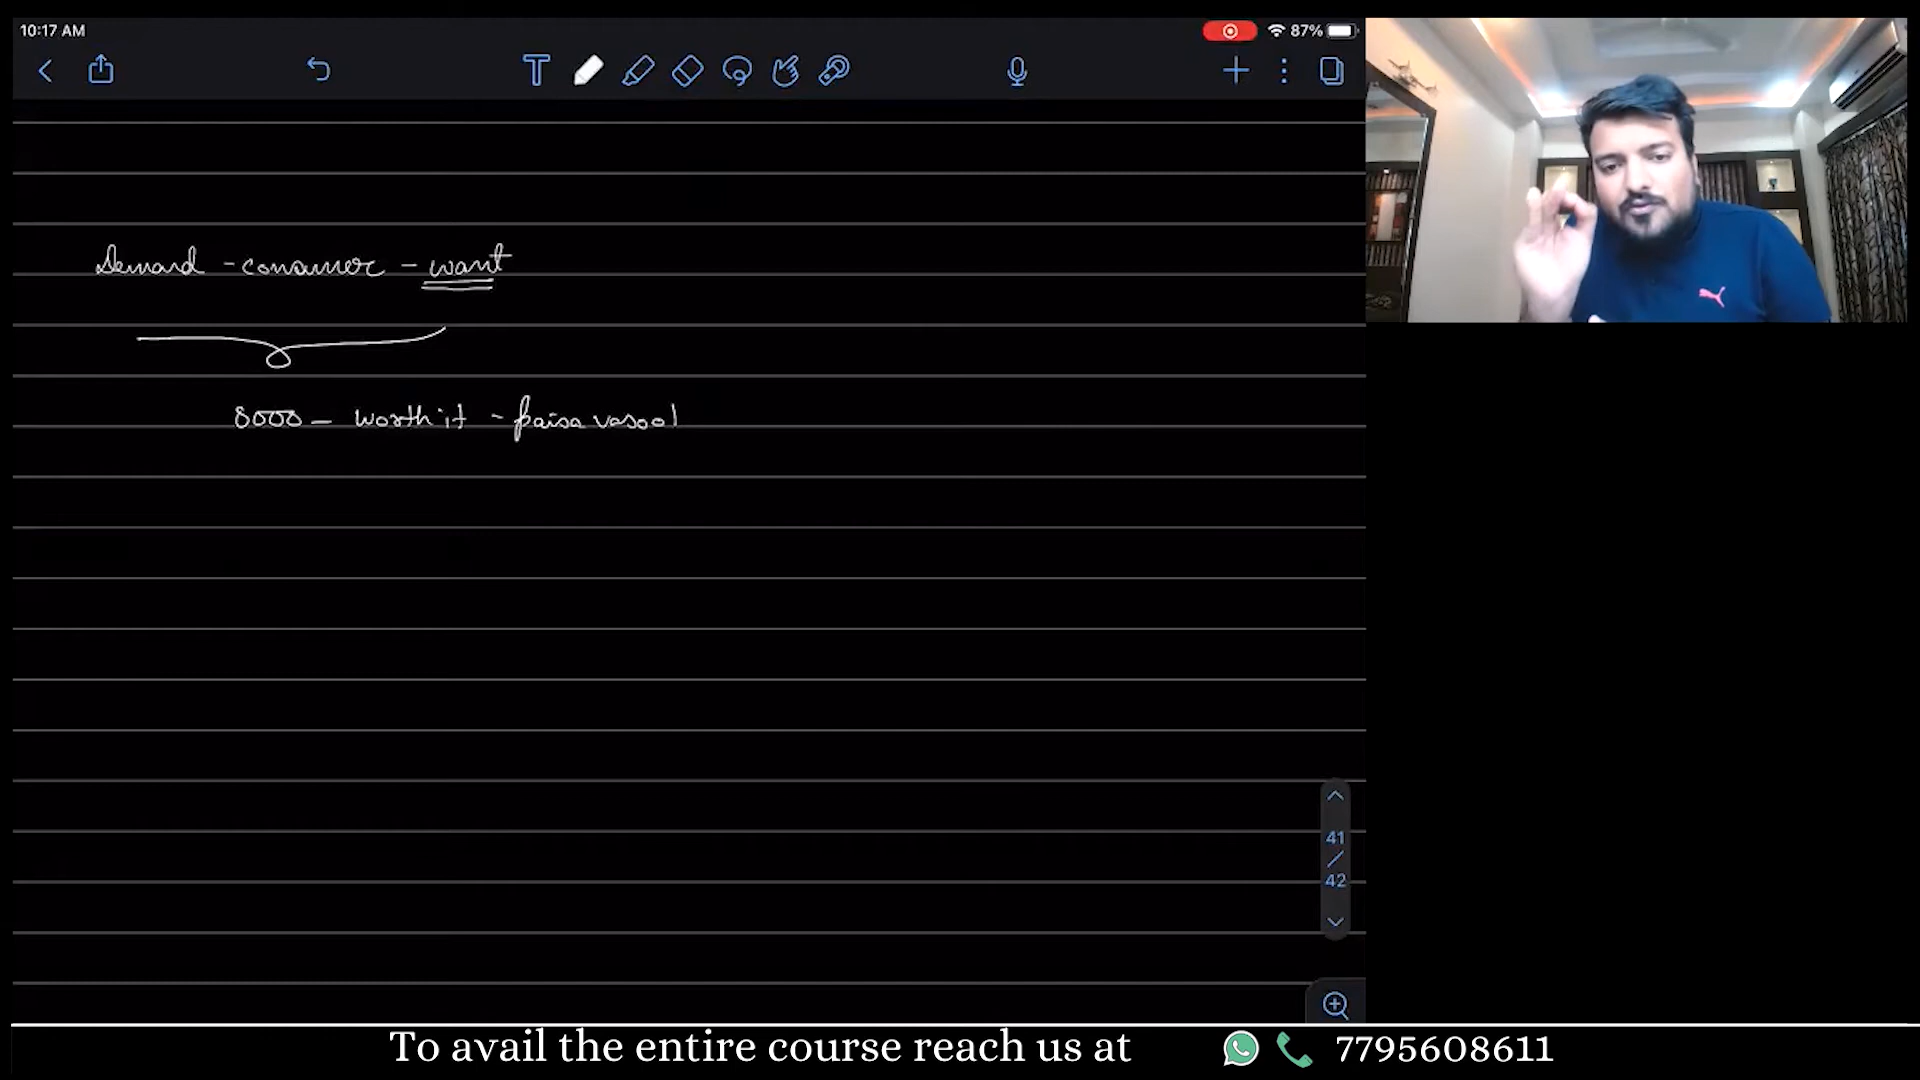 10:17 AM
87%
Demand - consumer - want
8000 - worth it - paisa vasool
41
/
42
To avail the entire course reach us at 7795608611